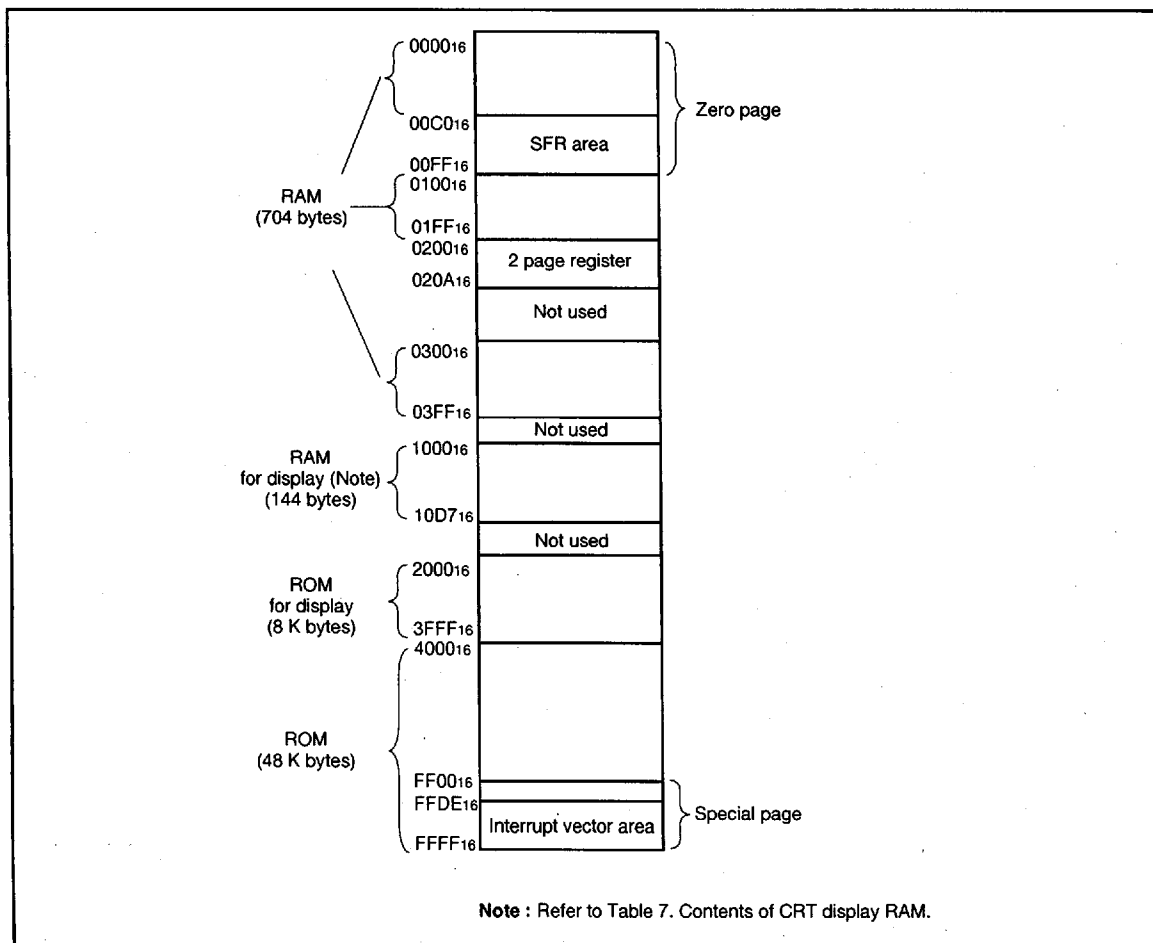 0000₁₆
Zero page
00C0₁₆
SFR area
00FF₁₆
RAM
(704 bytes)
0100₁₆
01FF₁₆
0200₁₆
2 page register
020A₁₆
Not used
0300₁₆
03FF₁₆
Not used
RAM
for display (Note)
(144 bytes)
1000₁₆
10D7₁₆
Not used
ROM
for display
(8 K bytes)
2000₁₆
3FFF₁₆
4000₁₆
ROM
(48 K bytes)
FF00₁₆
FFDE₁₆
Special page
Interrupt vector area
FFFF₁₆
Note : Refer to Table 7. Contents of CRT display RAM.